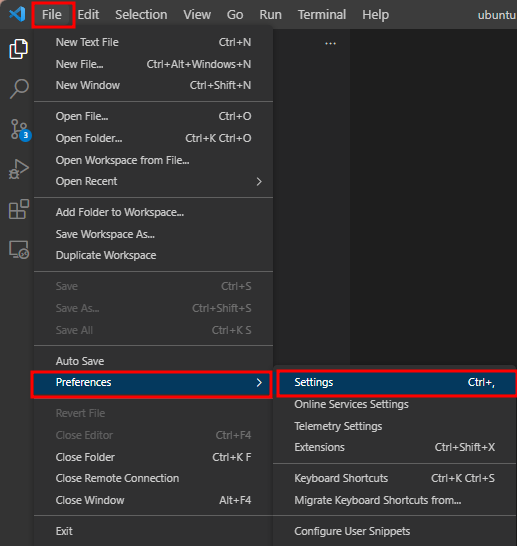 File Edit Selection View Go Run Terminal Help ubuntu
New Text File Ctrl+N
New File... Ctrl+Alt+Windows+N
New Window Ctrl+Shift+N
Open File... Ctrl+O
Open Folder... Ctrl+K Ctrl+O
Open Workspace from File...
Open Recent
Add Folder to Workspace...
Save Workspace As...
Duplicate Workspace
Save Ctrl+S
Save As... Ctrl+Shift+S
Save All Ctrl+K S
Auto Save
Preferences
Revert File
Close Editor Ctrl+F4
Close Folder Ctrl+K F
Close Remote Connection
Close Window Alt+F4
Exit
Settings Ctrl+,
Online Services Settings
Telemetry Settings
Extensions Ctrl+Shift+X
Keyboard Shortcuts Ctrl+K Ctrl+S
Migrate Keyboard Shortcuts from...
Configure User Snippets
3